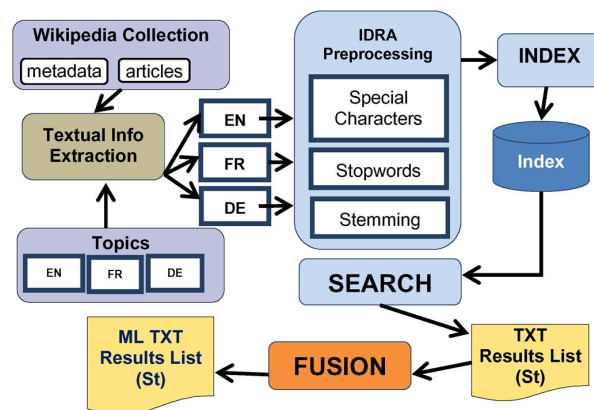 Wikipedia Collection
metadata
articles
Textual Info
Extraction
EN
FR
DE
Topics
EN
FR
DE
IDRA
Preprocessing
Special
Characters
Stopwords
Stemming
INDEX
Index
SEARCH
TXT
Results List
(St)
FUSION
ML TXT
Results List
(St)